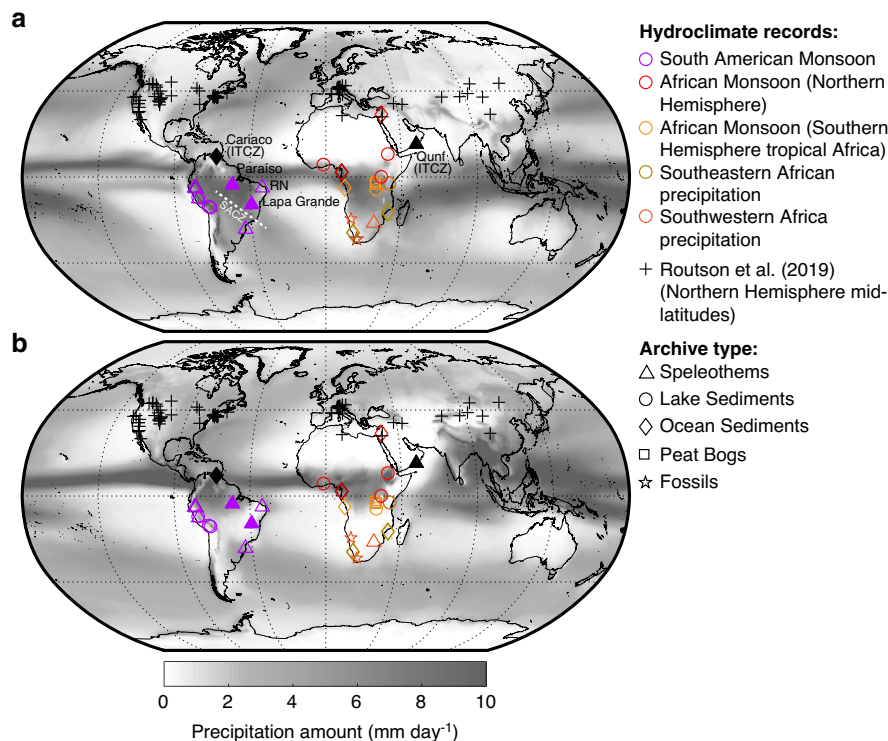 a
Cariaco
(ITCZ)
Qunf
(ITCZ)
Paraíso
RN
Lapa Grande
SACZ
Hydroclimate records:
South American Monsoon
African Monsoon (Northern
Hemisphere)
African Monsoon (Southern
Hemisphere tropical Africa)
Southeastern African
precipitation
Southwestern Africa
precipitation
Routson et al. (2019)
(Northern Hemisphere mid-
latitudes)
b
Archive type:
Speleothems
Lake Sediments
Ocean Sediments
Peat Bogs
Fossils
0 2 4 6 8 10
Precipitation amount (mm day⁻¹)